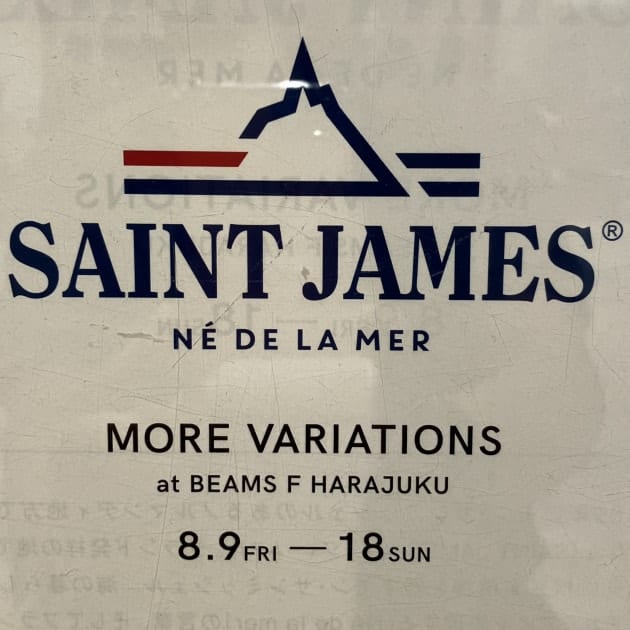 SAINT JAMES®
NÉ DE LA MER
MORE VARIATIONS
at BEAMS F HARAJUKU
8.9FRI — 18SUN